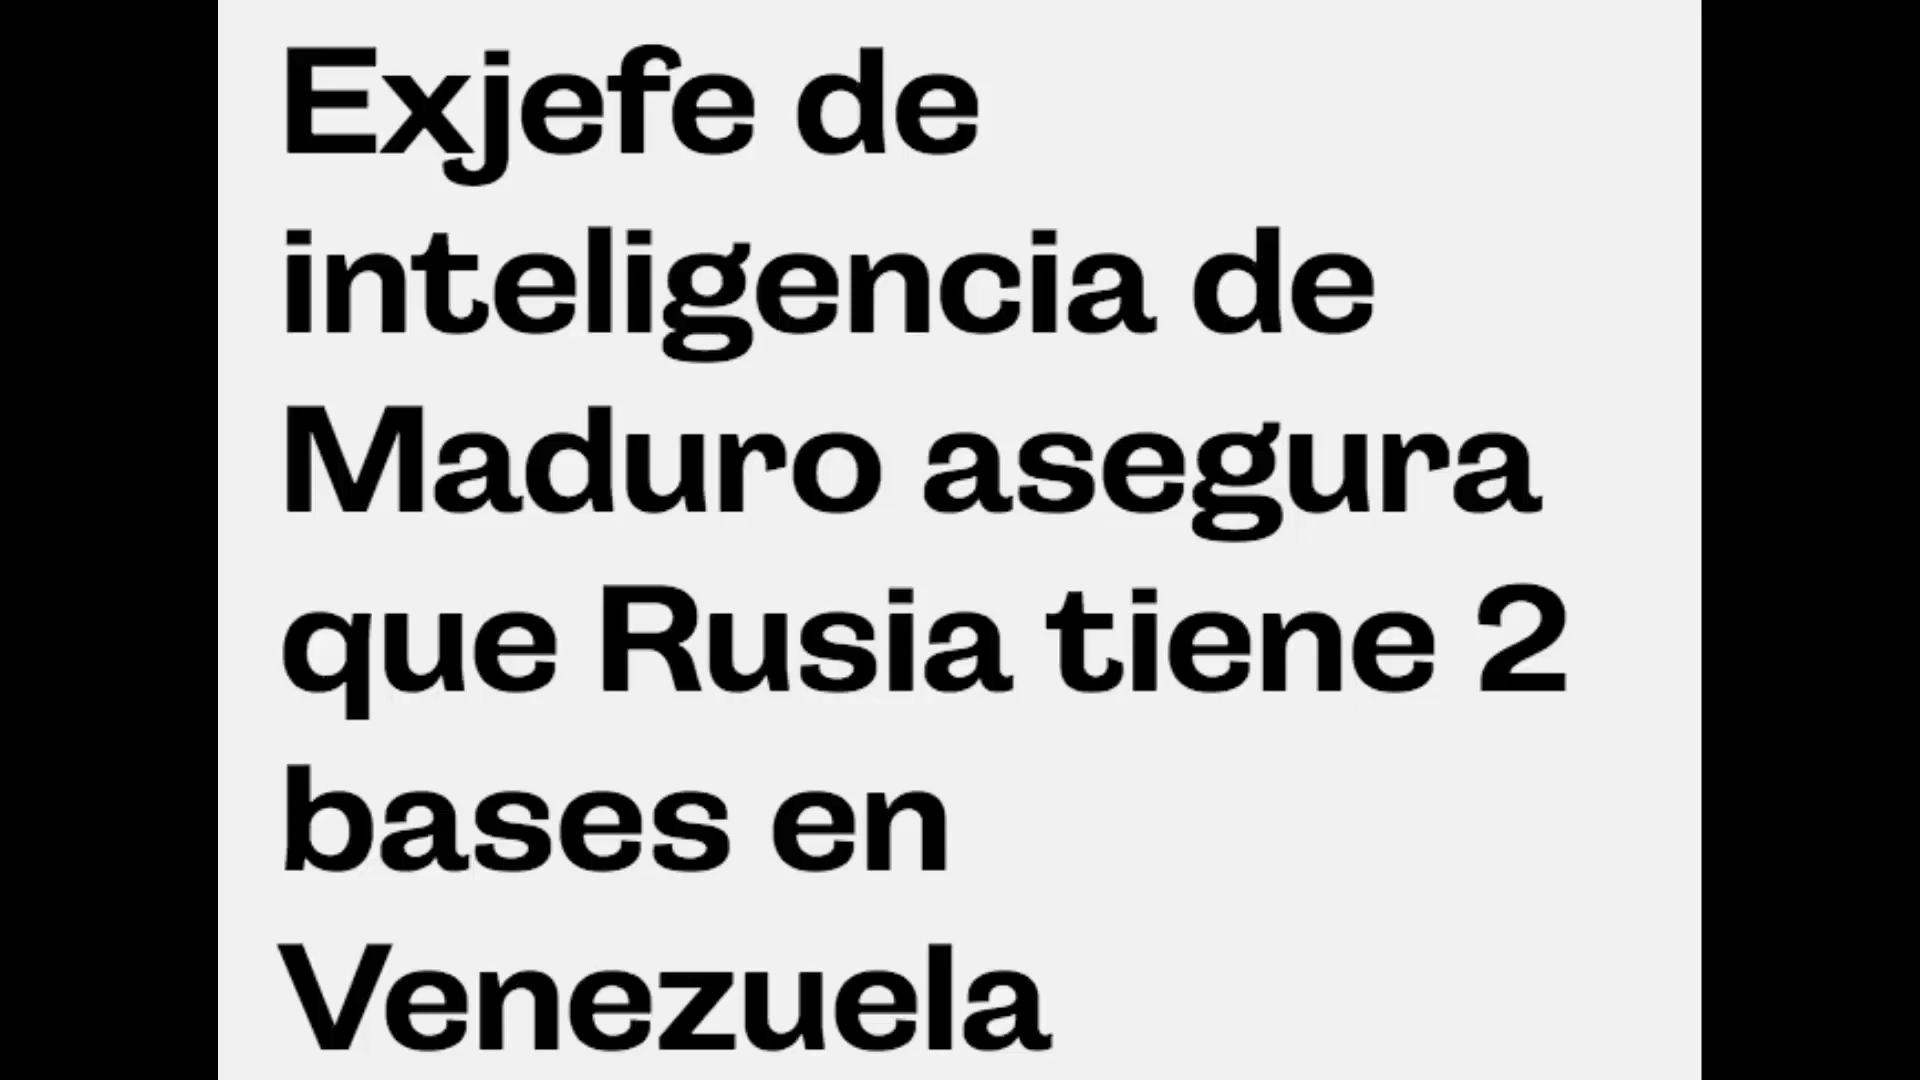 Exjefe de
inteligencia de
Maduro asegura
que Rusia tiene 2
bases en
Venezuela